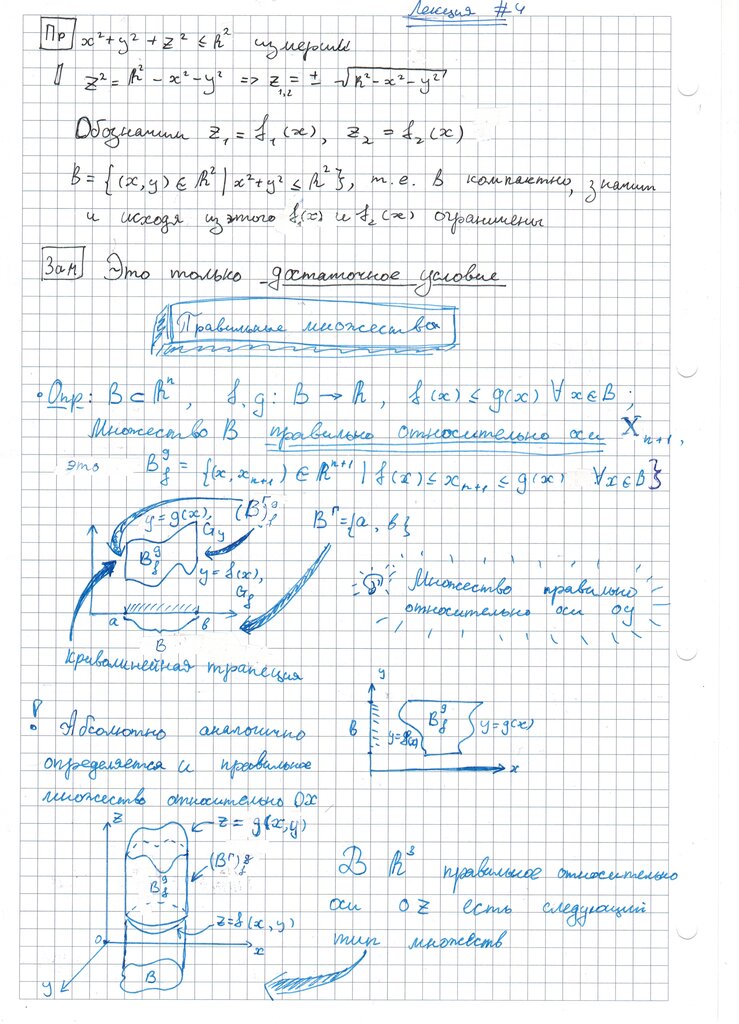 Лекция #4
Пр x² + y² + z² ≤ R² измерим
z² = R² - x² - y² => z₁,₂ = ± √R² - x² - y²
Обозначим z₁ = f₁(x), z₂ = f₂(x)
B = {(x, y) ∈ R² | x² + y² ≤ R²}, т.е. B компактно, значит
и исходя из этого f₁(x) и f₂(x) ограничены
Зам Это только достаточное условие
Правильные множества
• Опр: B ⊂ Rⁿ, f, g : B → R, f(x) ≤ g(x) ∀ x ∈ B;
Множество B правильно относительно оси Xₙ₊₁,
это B_f^g = {(x, xₙ₊₁) ∈ Rⁿ⁺¹ | f(x) ≤ xₙ₊₁ ≤ g(x) ∀x ∈ B}
y = g(x), G_y (B^Г)_f^g B^Г = {a, b}
B_f^g
y = f(x),
G_f
a b
B
Множество правильно
относительно оси oy
криволинейная трапеция
y
B B_f^g y = g(x)
y = f(x)
x
! Абсолютно аналогично
определяется и правильное
множество относительно OX
z
z = g(x, y)
(B^Г)_f^g
B_f^g
z = f(x, y)
0 x
y B
В R³ правильное относительно
оси OZ есть следующий
тип множеств